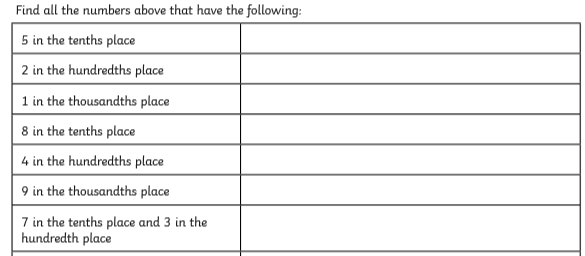 Find all the numbers above that have the following:
5 in the tenths place
2 in the hundredths place
1 in the thousandths place
8 in the tenths place
4 in the hundredths place
9 in the thousandths place
7 in the tenths place and 3 in the
hundredth place